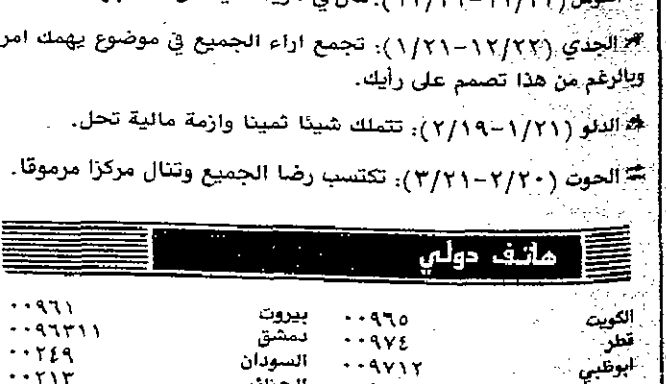 الجدي (١٢/٢٢-١/٢١): تجمع اراء الجميع في موضوع يهمك امر
وبالرغم من هذا تصمم على رأيك.
الدلو (١/٢١-٢/١٩): تتملك شيئا ثمينا وازمة مالية تحل.
الحوت (٢/٢٠-٣/٢١): تكتسب رضا الجميع وتنال مركزا مرموقا.
هاتف دولي
الكويت ٠٠٩٦٥ بيروت ٠٠٩٦١
قطر ٠٠٩٧٤ دمشق ٠٠٩٦٣١١
ابوظبي ٠٠٩٧١٢ السودان ٠٠٢٤٩
الجزائر ٠٠٢١٣